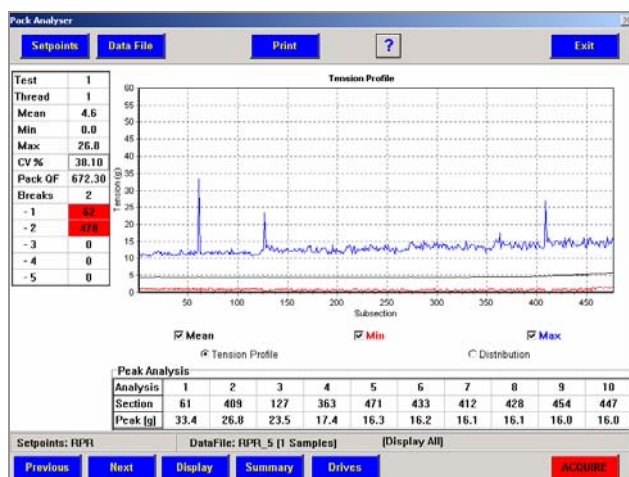 Pack Analyser
Setpoints Data File Print ? Exit
Test 1
Thread 1
Mean 4.6
Min 0.0
Max 26.8
CV % 38.10
Pack QF 672.30
Breaks 2
- 1 62
- 2 478
- 3 0
- 4 0
- 5 0
Tension Profile
Tension (g)
60
55
50
45
40
35
30
25
20
15
10
5
0
50 100 150 200 250 300 350 400 450
Subsection
Mean Min Max
Tension Profile Distribution
Peak Analysis
Analysis 1 2 3 4 5 6 7 8 9 10
Section 61 409 127 363 471 433 412 428 454 447
Peak (g) 33.4 26.8 23.5 17.4 16.3 16.2 16.1 16.1 16.0 16.0
Setpoints: RPR DataFile: RPR_5 [1 Samples] [Display All]
Previous Next Display Summary Drives ACQUIRE